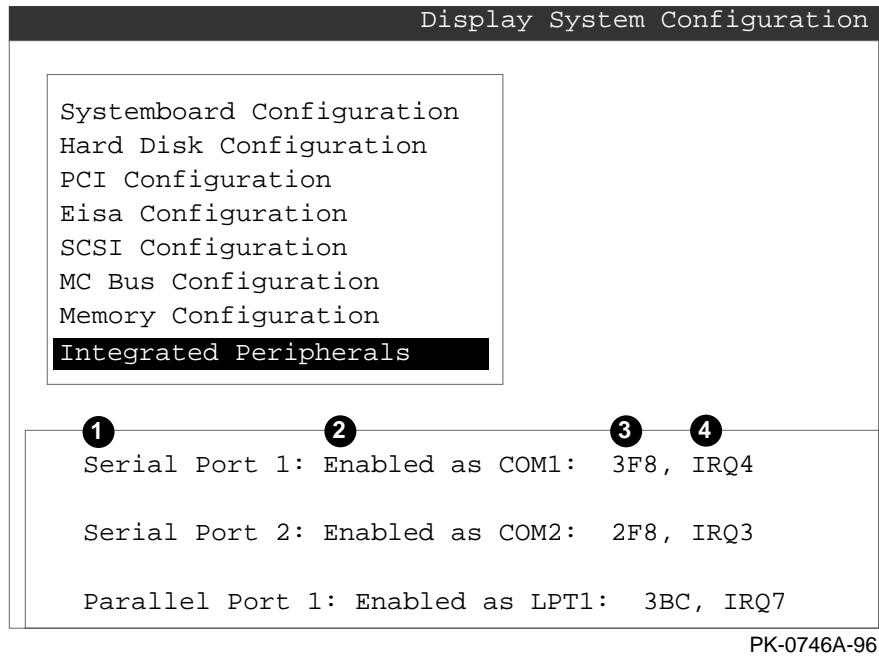 Display System Configuration
Systemboard Configuration
Hard Disk Configuration
PCI Configuration
Eisa Configuration
SCSI Configuration
MC Bus Configuration
Memory Configuration
Integrated Peripherals
1 2 3 4
Serial Port 1: Enabled as COM1: 3F8, IRQ4
Serial Port 2: Enabled as COM2: 2F8, IRQ3
Parallel Port 1: Enabled as LPT1: 3BC, IRQ7
PK-0746A-96